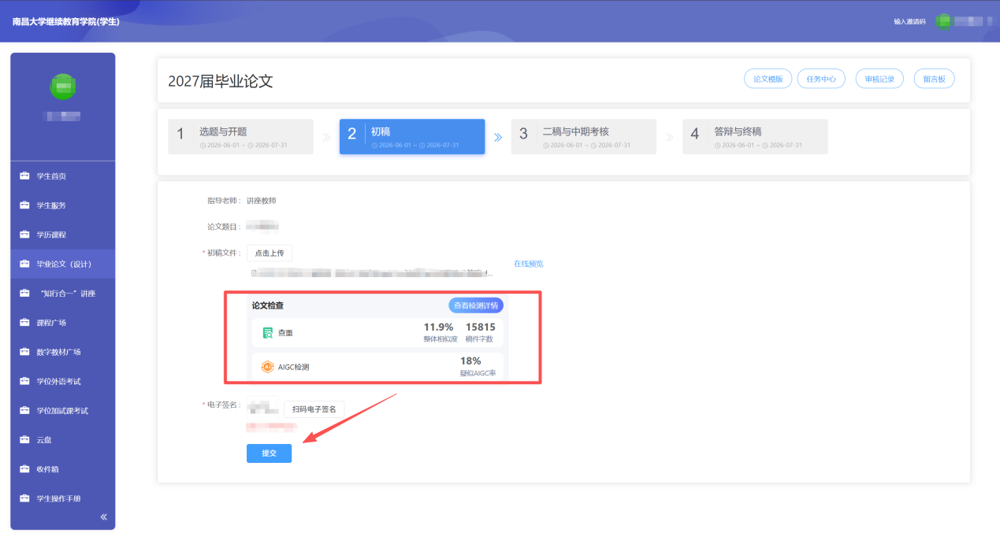 南昌大学继续教育学院(学生)
输入邀请码
2027届毕业论文
论文模版
任务中心
审核记录
留言板
1 选题与开题
2026-06-01 ~ 2026-07-31
2 初稿
2026-06-01 ~ 2026-07-31
3 二稿与中期考核
2026-06-01 ~ 2026-07-31
4 答辩与终稿
2026-06-01 ~ 2026-07-31
学生首页
学生服务
学历课程
毕业论文（设计）
“知行合一”讲座
课程广场
数字教材广场
学位外语考试
学位加试课考试
云盘
收件箱
学生操作手册
指导老师： 讲座教师
论文题目：
* 初稿文件： 点击上传
在线预览
论文检查 查看检测详情
查重 11.9% 15815
整体相似度 稿件字数
AIGC检测 18%
疑似AIGC率
* 电子签名： 扫码电子签名
提交